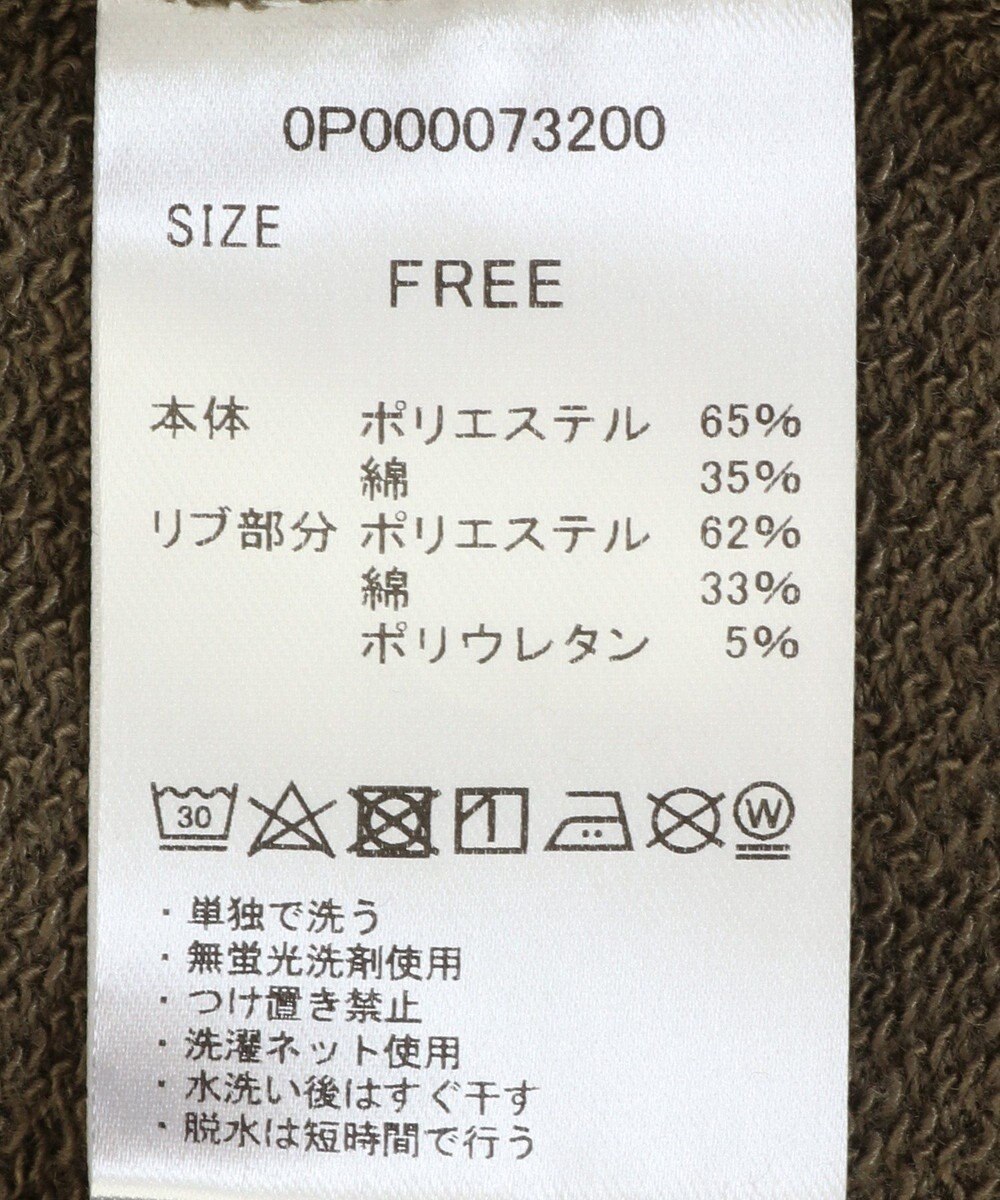 0P000073200
SIZE
FREE
本体 ポリエステル 65%
綿 35%
リブ部分 ポリエステル 62%
綿 33%
ポリウレタン 5%
30 W
・単独で洗う
・無蛍光洗剤使用
・つけ置き禁止
・洗濯ネット使用
・水洗い後はすぐ干す
・脱水は短時間で行う